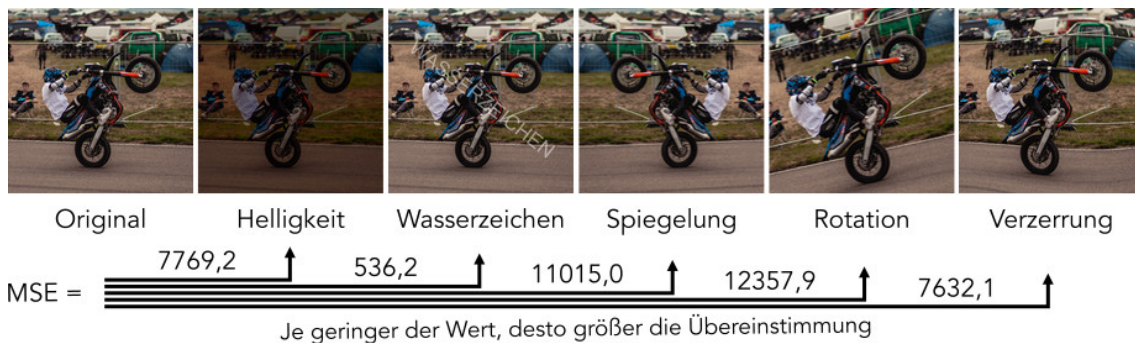 WASSERZEICHEN
Original Helligkeit Wasserzeichen Spiegelung Rotation Verzerrung
7769,2 536,2 11015,0 12357,9 7632,1
MSE =
Je geringer der Wert, desto größer die Übereinstimmung